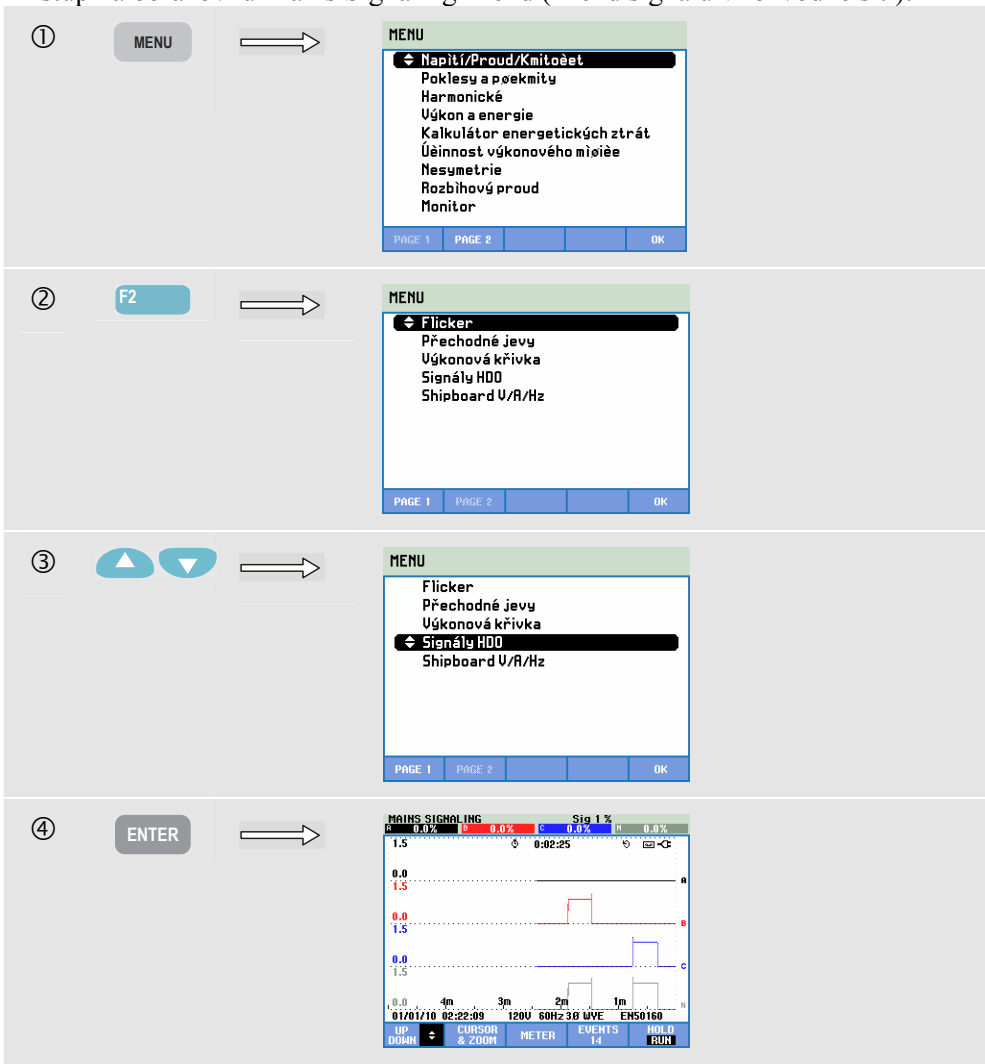 ①
MENU
MENU
Napìtí/Proud/Kmitoèet
Poklesy a pøekmity
Harmonické
Výkon a energie
Kalkulátor energetických ztrát
Úèinnost výkonového mìøièe
Nesymetrie
Rozbìhový proud
Monitor
PAGE 1 PAGE 2 OK
②
F2
MENU
Flicker
Přechodné jevy
Výkonová křivka
Signály HDO
Shipboard V/A/Hz
PAGE 1 PAGE 2 OK
③
MENU
Flicker
Přechodné jevy
Výkonová křivka
Signály HDO
Shipboard V/A/Hz
PAGE 1 PAGE 2 OK
④
ENTER
MAINS SIGNALING Sig 1 %
A 0.0% B 0.0% C 0.0% N 0.0%
1.5 0:02:25
0.0 A
1.5
0.0 B
1.5
0.0 C
1.5
0.0 4m 3m 2m 1m N
01/01/10 02:22:09 120V 60Hz 3Ø WYE EN50160
UP DOWN CURSOR & ZOOM METER EVENTS 14 HOLD RUN